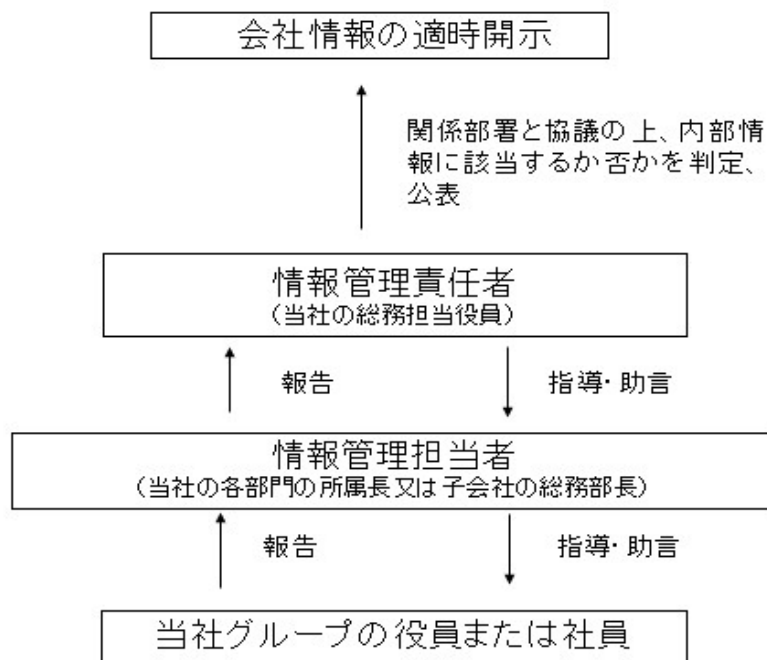 会社情報の適時開示
関係部署と協議の上、内部情
報に該当するか否かを判定、
公表
情報管理責任者
(当社の総務担当役員)
報告
指導・助言
情報管理担当者
(当社の各部門の所属長又は子会社の総務部長)
報告
指導・助言
当社グループの役員または社員